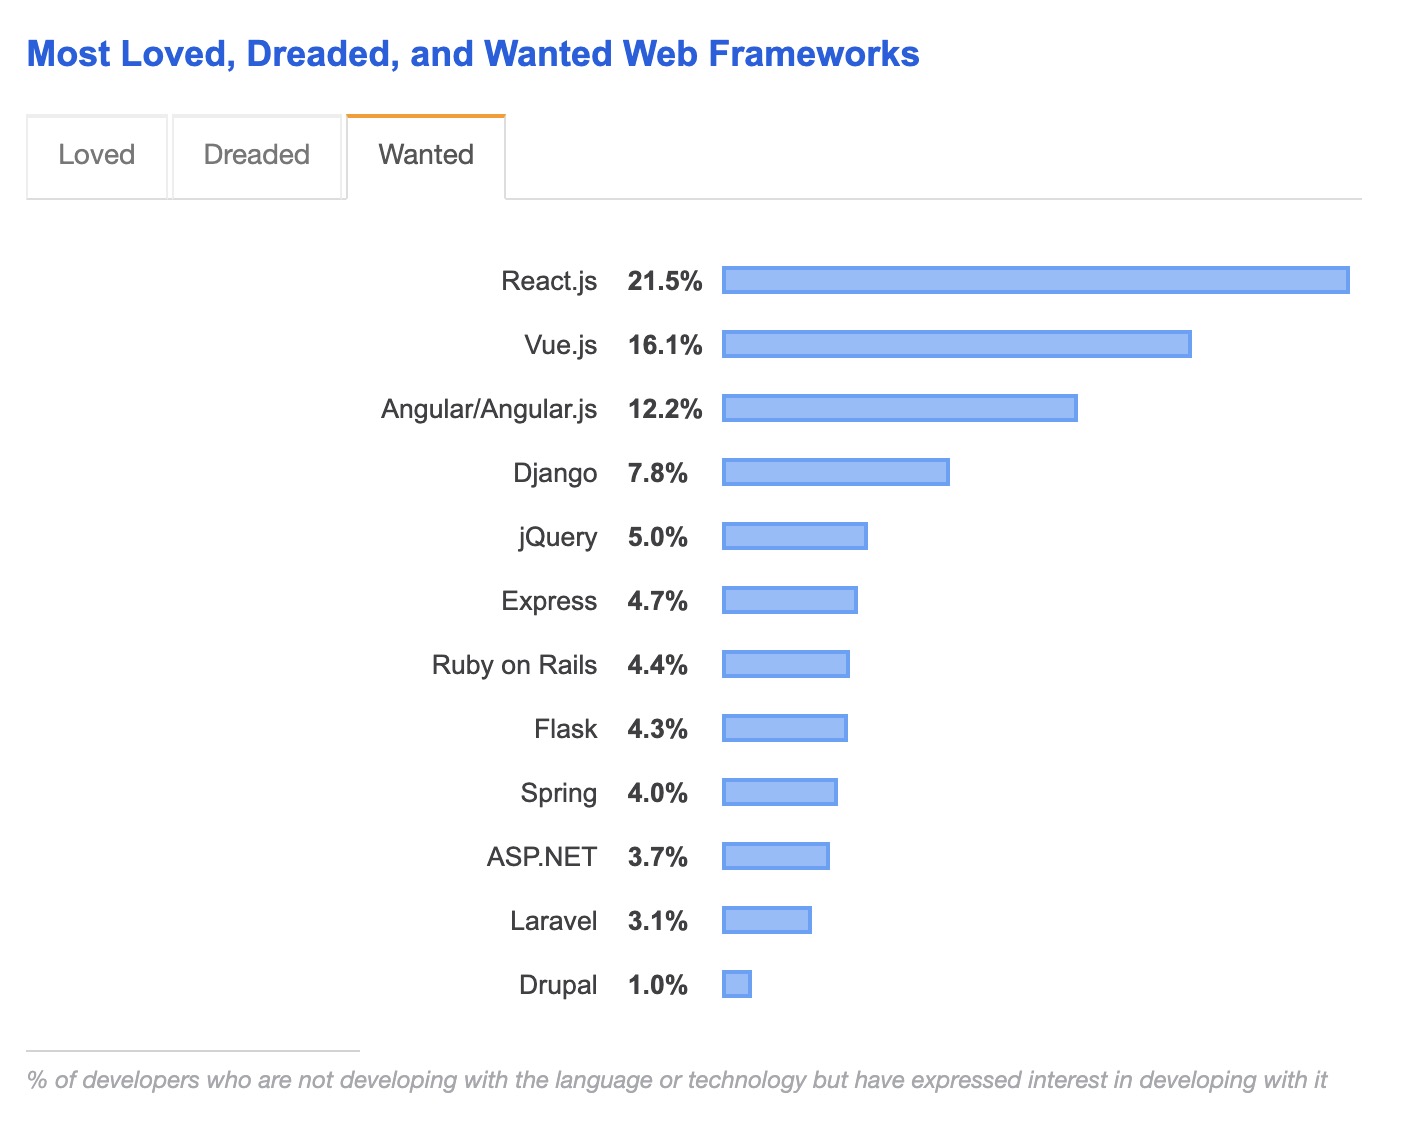 Most Loved, Dreaded, and Wanted Web Frameworks
Loved Dreaded Wanted
React.js 21.5%
Vue.js 16.1%
Angular/Angular.js 12.2%
Django 7.8%
jQuery 5.0%
Express 4.7%
Ruby on Rails 4.4%
Flask 4.3%
Spring 4.0%
ASP.NET 3.7%
Laravel 3.1%
Drupal 1.0%
% of developers who are not developing with the language or technology but have expressed interest in developing with it